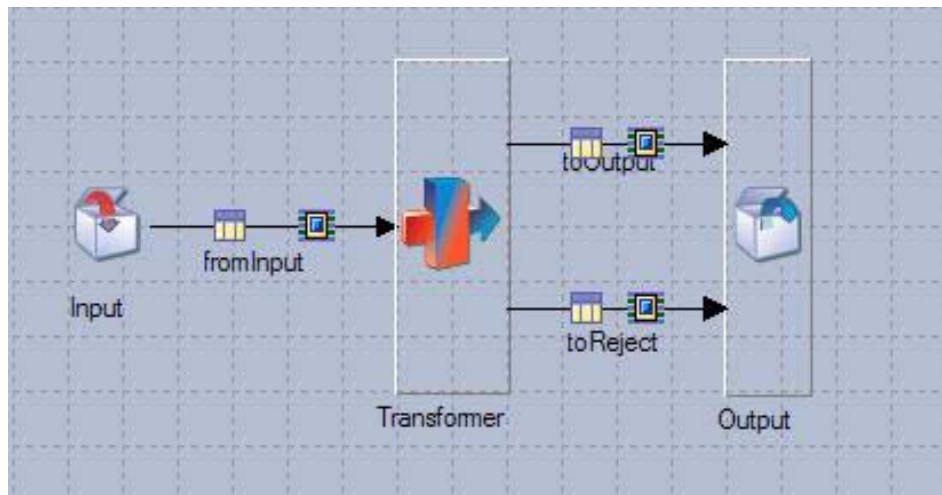 toOutput
fromInput
Input
toReject
Transformer
Output